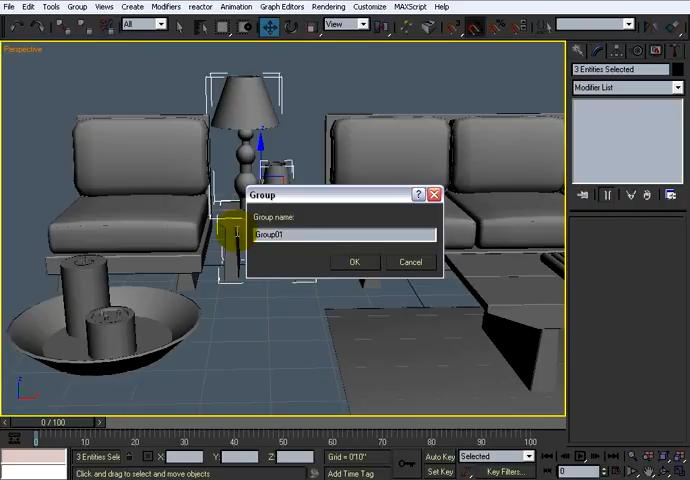 File Edit Tools Group Views Create Modifiers reactor Animation Graph Editors Rendering Customize MAXScript Help
All View
Perspective
3 Entities Selected
Modifier List
Group
Group name:
Group01
OK Cancel
z
x
0 / 100
0 10 20 30 40 50 60 70 80 90 100
3 Entities Sele X: Y: Z: Grid = 0'10" Auto Key Selected
Click and drag to select and move objects Add Time Tag Set Key Key Filters... 0